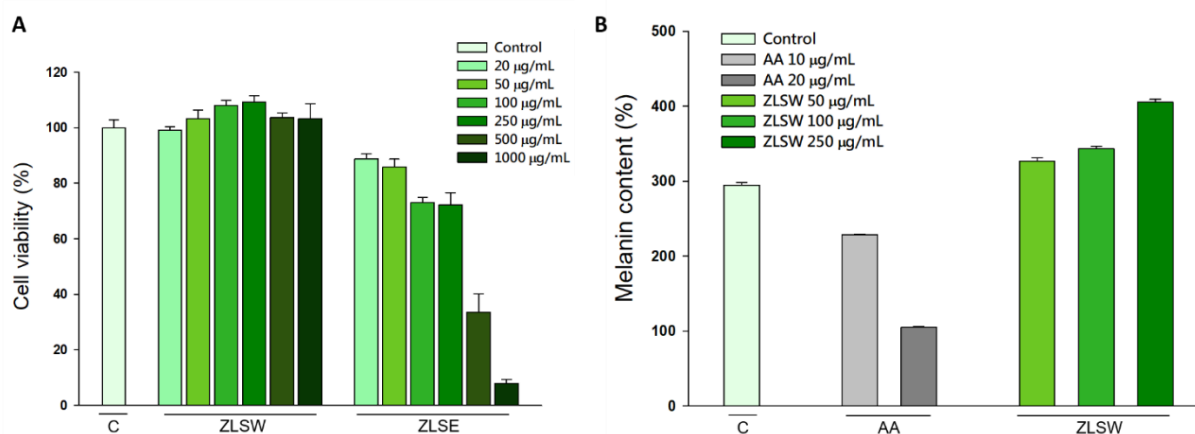 A
Cell viability (%)
120
100
80
60
40
20
0
Control
20 µg/mL
50 µg/mL
100 µg/mL
250 µg/mL
500 µg/mL
1000 µg/mL
C
ZLSW
ZLSE
B
Melanin content (%)
500
400
300
200
100
0
Control
AA 10 µg/mL
AA 20 µg/mL
ZLSW 50 µg/mL
ZLSW 100 µg/mL
ZLSW 250 µg/mL
C
AA
ZLSW